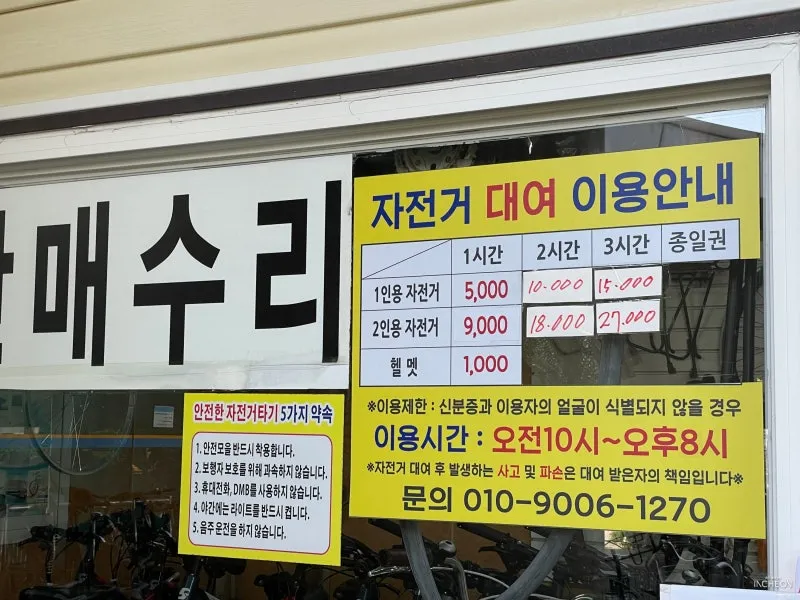 판매수리
자전거 대여 이용안내
1시간 2시간 3시간 종일권
1인용 자전거 5,000 10.000 15.000
2인용 자전거 9,000 18.000 27.000
헬멧 1,000
※이용제한 : 신분증과 이용자의 얼굴이 식별되지 않을 경우
이용시간 : 오전10시~오후8시
※자전거 대여 후 발생하는 사고 및 파손은 대여 받은자의 책임입니다※
문의 010-9006-1270
안전한 자전거타기 5가지 약속
1. 안전모을 반드시 착용합니다.
2. 보행자 보호를 위해 과속하지 않습니다.
3. 휴대전화, DMB를 사용하지 않습니다.
4. 야간에는 라이트를 반드시 켭니다.
5. 음주 운전을 하지 않습니다.
INCHEON